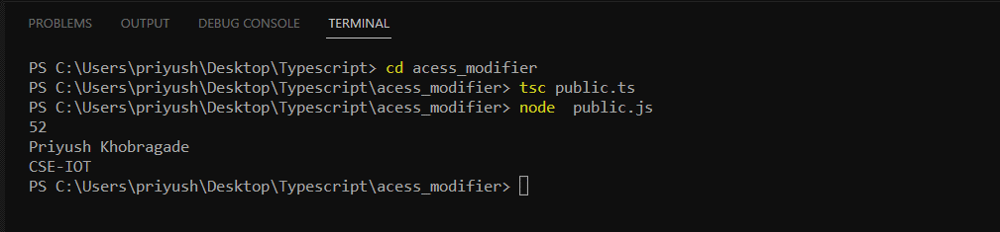 PROBLEMS OUTPUT DEBUG CONSOLE TERMINAL
PS C:\Users\priyush\Desktop\Typescript> cd acess_modifier
PS C:\Users\priyush\Desktop\Typescript\acess_modifier> tsc public.ts
PS C:\Users\priyush\Desktop\Typescript\acess_modifier> node  public.js
52
Priyush Khobragade
CSE-IOT
PS C:\Users\priyush\Desktop\Typescript\acess_modifier>